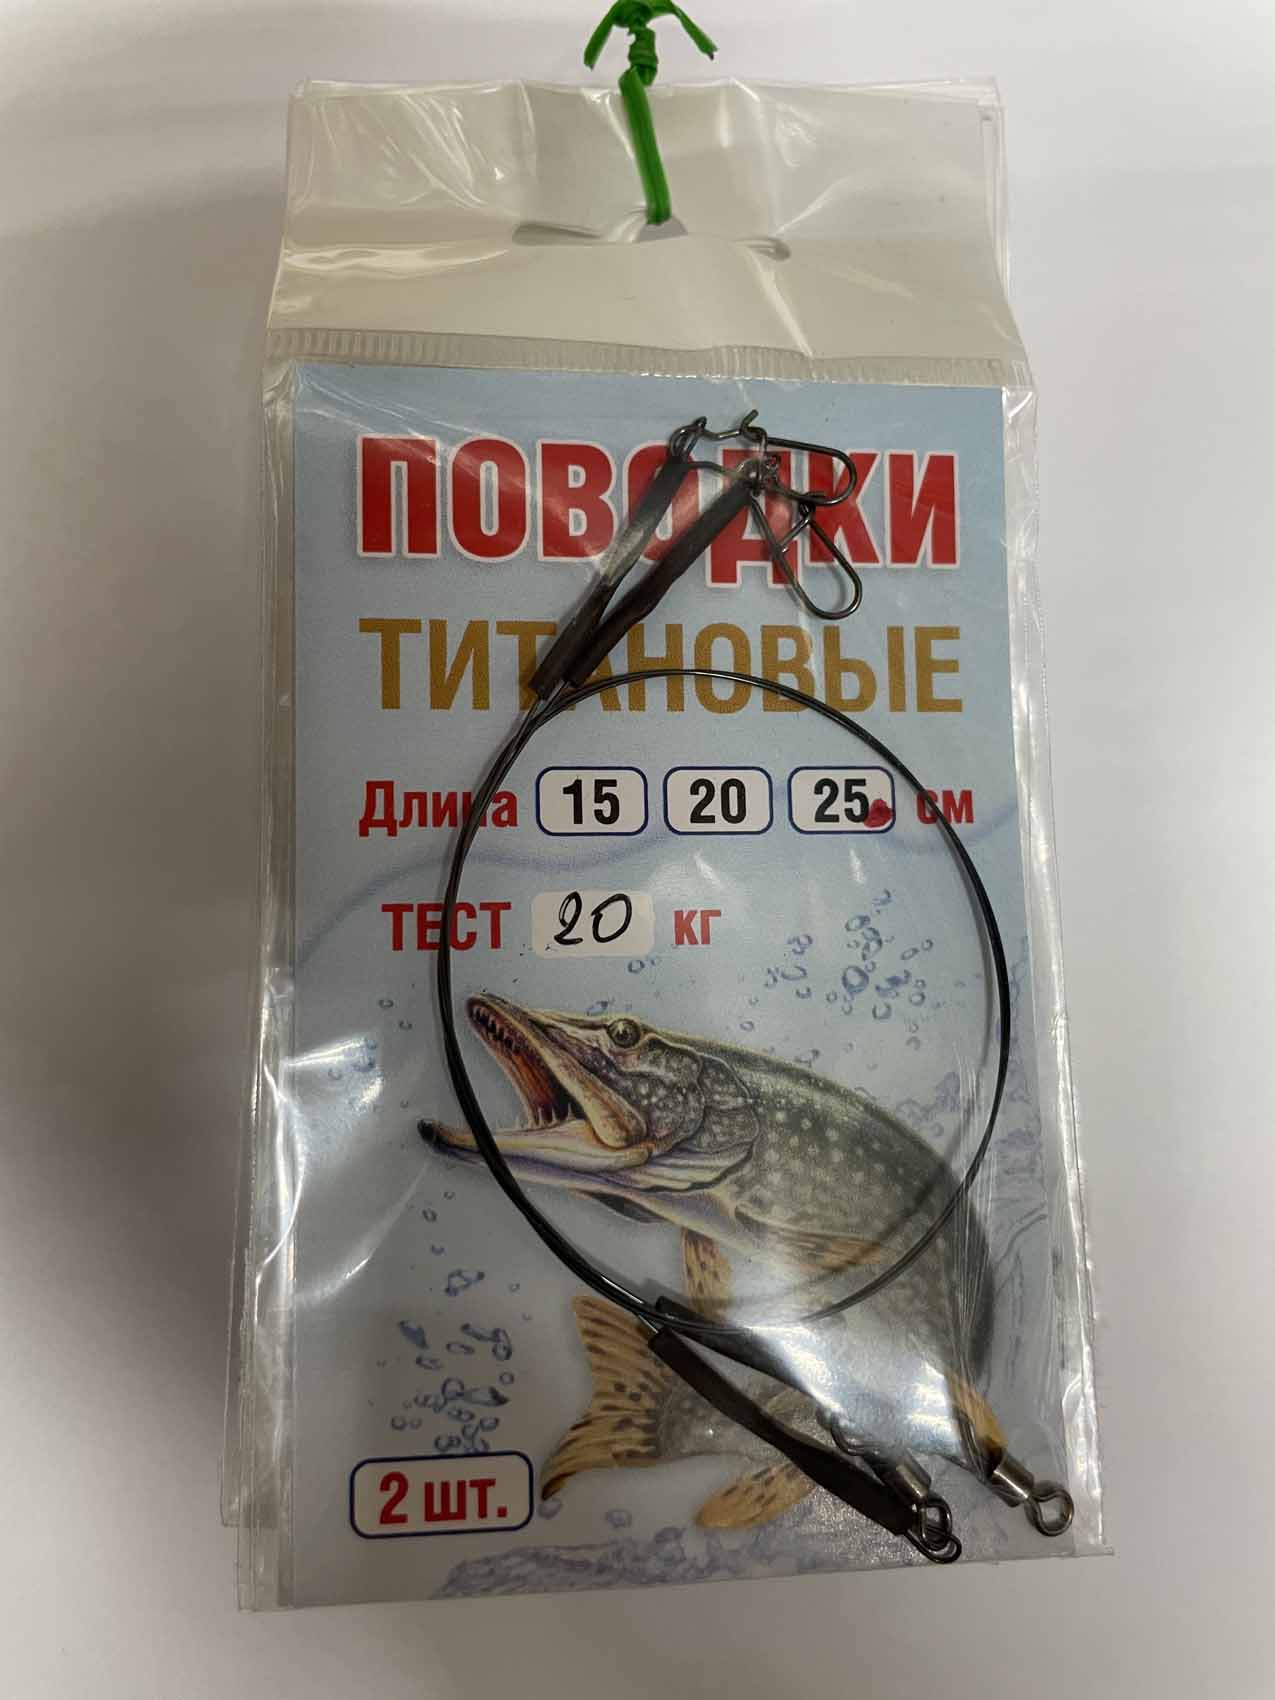 ПОВОДКИ
ТИТАНОВЫЕ
Длина 15 20 25 см
ТЕСТ 20 кг
2 шт.